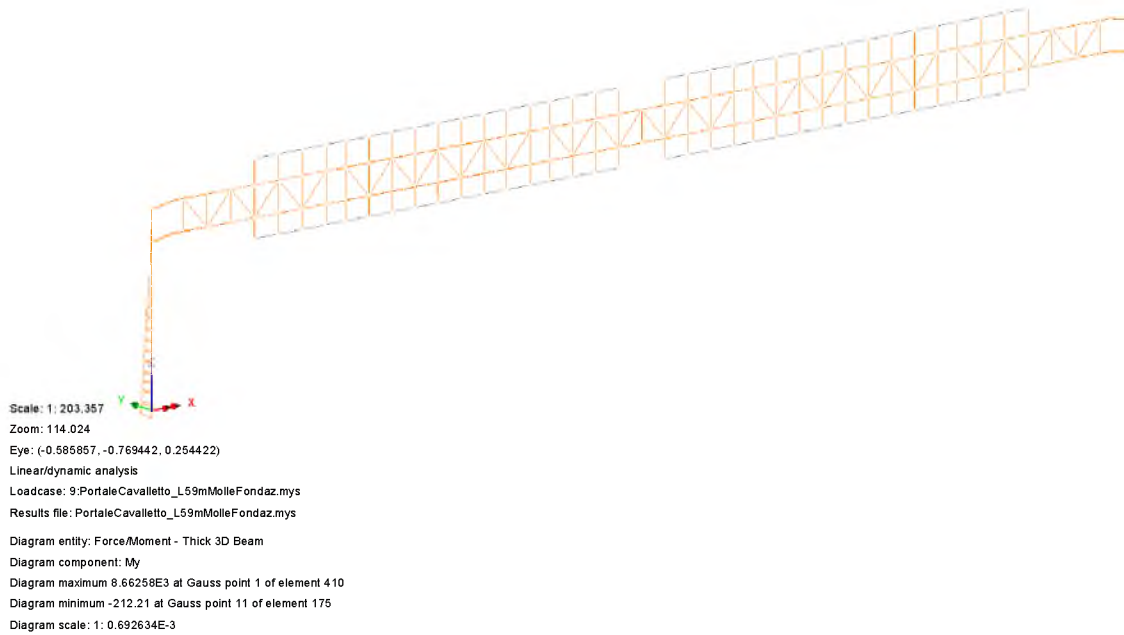 Y
X
Scale: 1: 203.357
Zoom: 114.024
Eye: (-0.585857, -0.769442, 0.254422)
Linear/dynamic analysis
Loadcase: 9:PortaleCavalletto_L59mMolleFondaz.mys
Results file: PortaleCavalletto_L59mMolleFondaz.mys
Diagram entity: Force/Moment - Thick 3D Beam
Diagram component: My
Diagram maximum 8.66258E3 at Gauss point 1 of element 410
Diagram minimum -212.21 at Gauss point 11 of element 175
Diagram scale: 1: 0.692634E-3